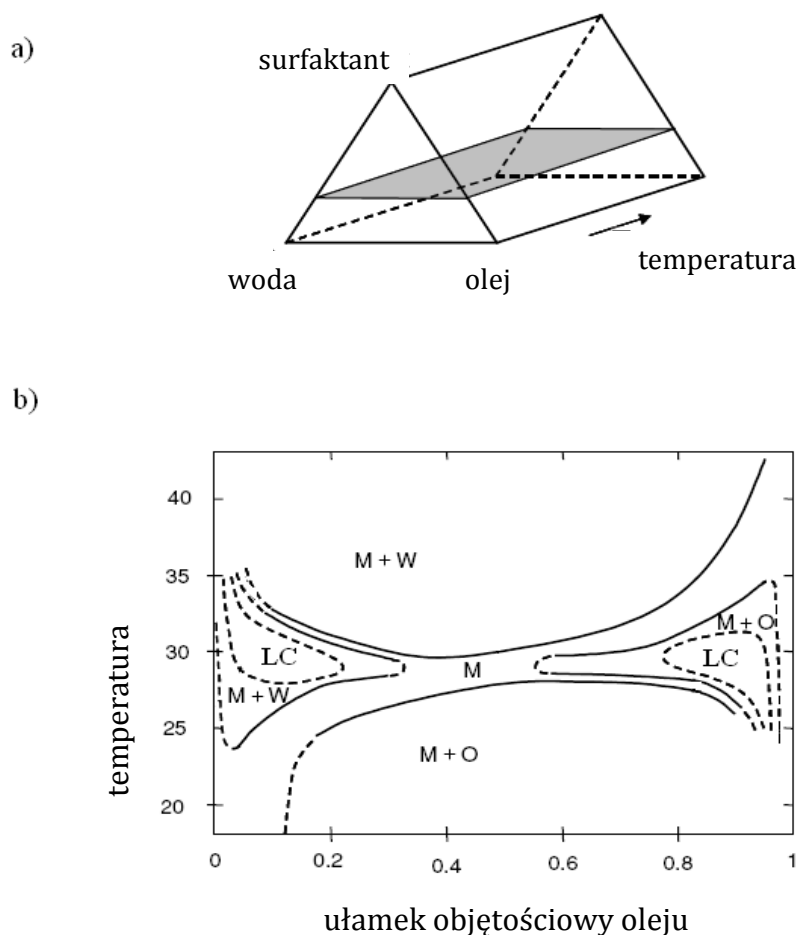 a)
surfaktant
woda
olej
temperatura
b)
temperatura
40
35
30
25
20
M + W
M + O
LC
M
LC
M + W
M + O
0
0.2
0.4
0.6
0.8
1
ułamek objętościowy oleju